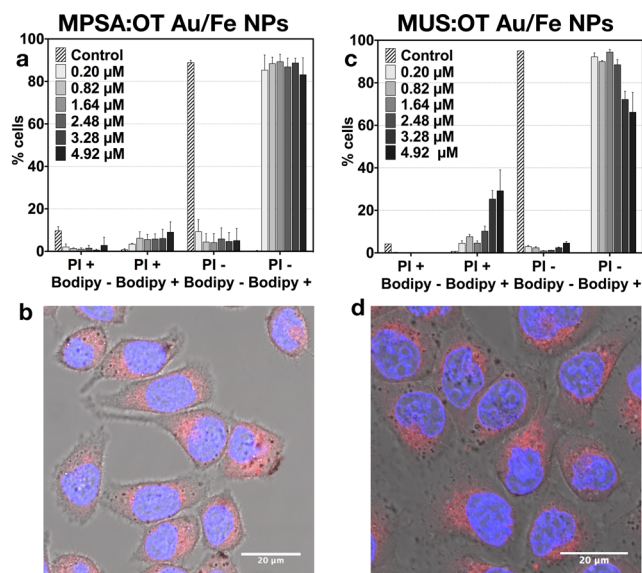 MPSA:OT Au/Fe NPs
a
% cells
100
80
60
40
20
0
Control
0.20 µM
0.82 µM
1.64 µM
2.48 µM
3.28 µM
4.92 µM
PI + PI + PI - PI -
Bodipy - Bodipy + Bodipy - Bodipy +
MUS:OT Au/Fe NPs
c
% cells
100
80
60
40
20
0
Control
0.20 µM
0.82 µM
1.64 µM
2.48 µM
3.28 µM
4.92 µM
PI + PI + PI - PI -
Bodipy - Bodipy + Bodipy - Bodipy +
b
20 µm
d
20 µm